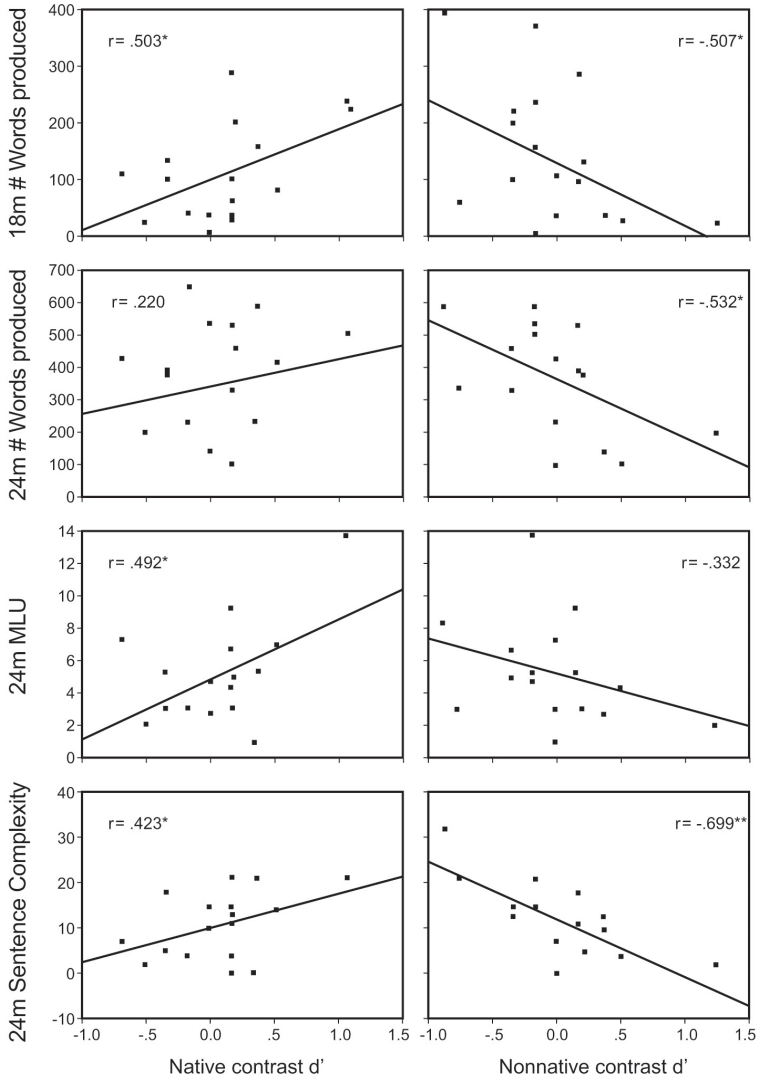 18m # Words produced
400
300
200
100
0
r= .503*
r= -.507*
24m # Words produced
700
600
500
400
300
200
100
0
r= .220
r= -.532*
24m MLU
14
12
10
8
6
4
2
0
r= .492*
r= -.332
24m Sentence Complexity
40
30
20
10
0
-10
r= .423*
r= -.699**
-1.0 -.5 0.0 .5 1.0 1.5
-1.0 -.5 0.0 .5 1.0 1.5
Native contrast d’
Nonnative contrast d’